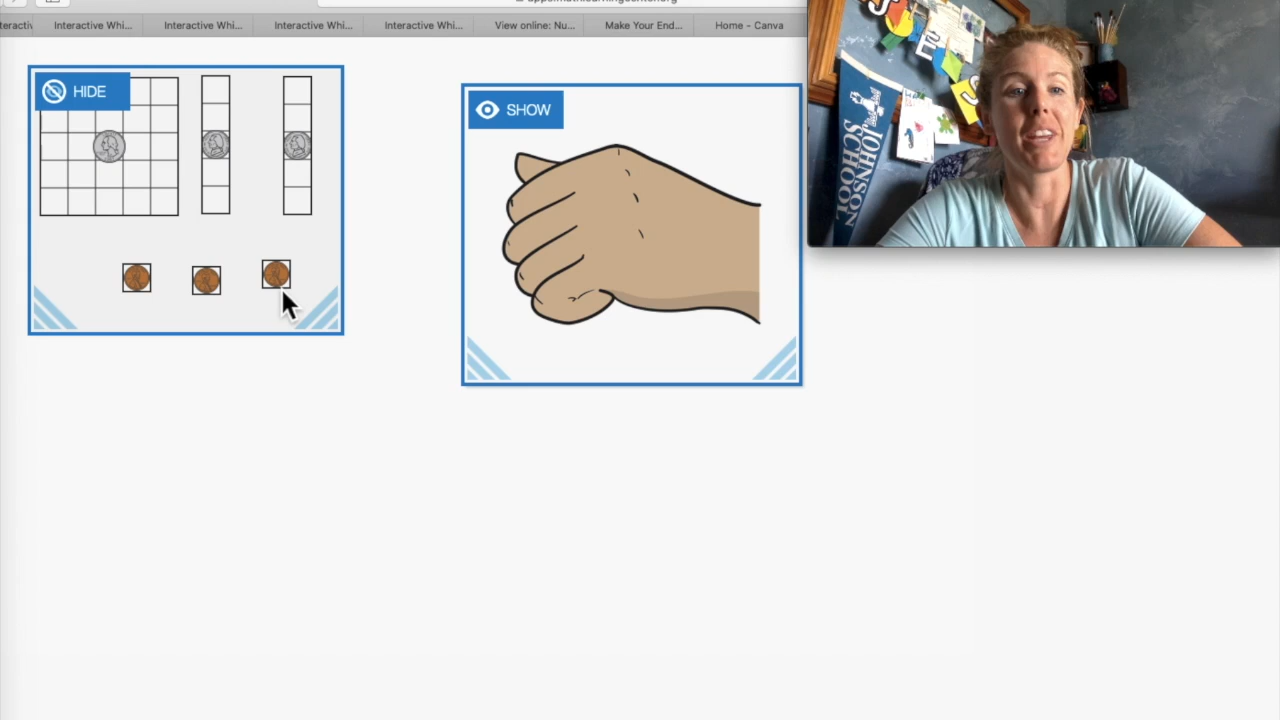 Interactive Whi...
Interactive Whi...
Interactive Whi...
Interactive Whi...
View online: Nu...
Make Your End...
Home – Canva
HIDE
SHOW
JOHNSON
SCHOOL